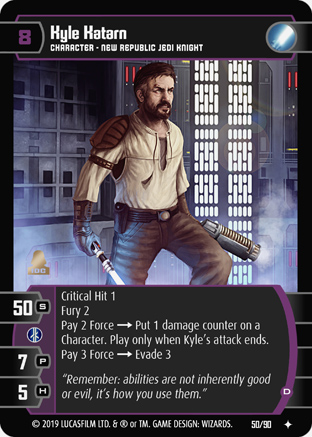 8
Kyle Katarn
CHARACTER - NEW REPUBLIC JEDI KNIGHT
50 S
7 P
5 H
Critical Hit 1
Fury 2
Pay 2 Force → Put 1 damage counter on a
Character. Play only when Kyle's attack ends.
Pay 3 Force → Evade 3
"Remember: abilities are not inherently good
or evil, it's how you use them."
D
© 2019 LUCASFILM LTD. & ® or TM. GAME DESIGN: WIZARDS.
50/90